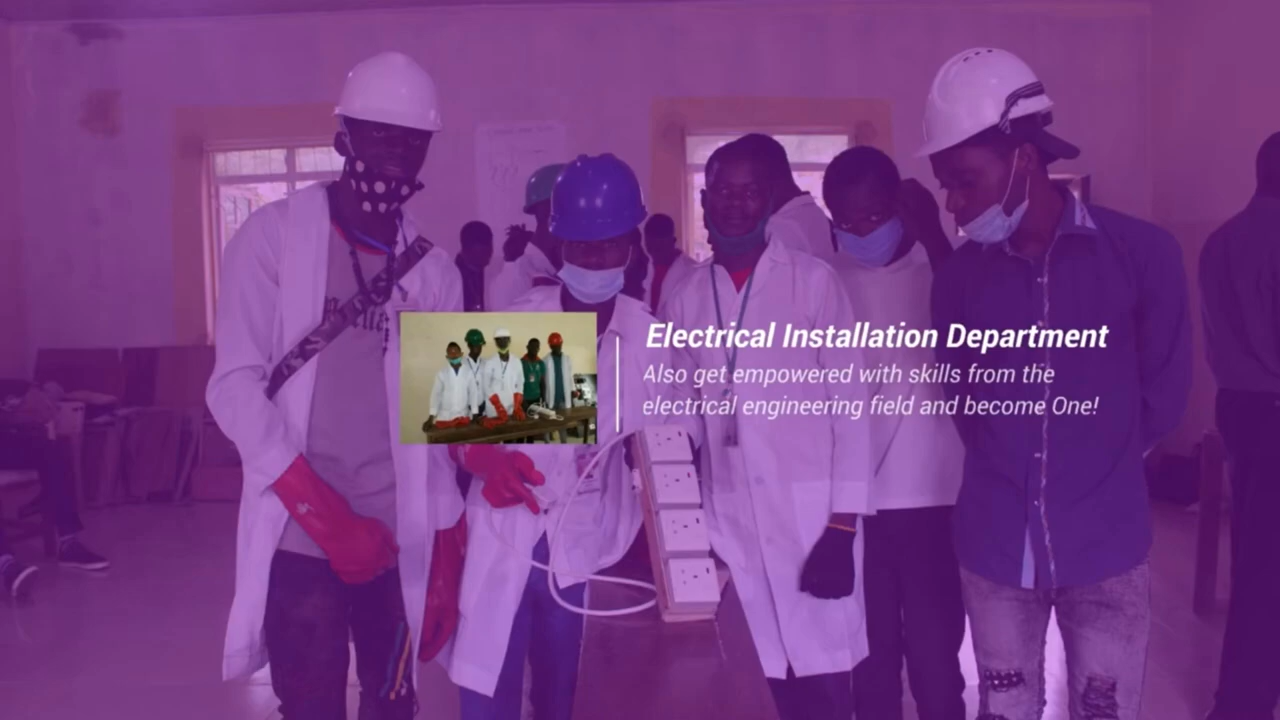 Electrical Installation Department
Also get empowered with skills from the
electrical engineering field and become One!